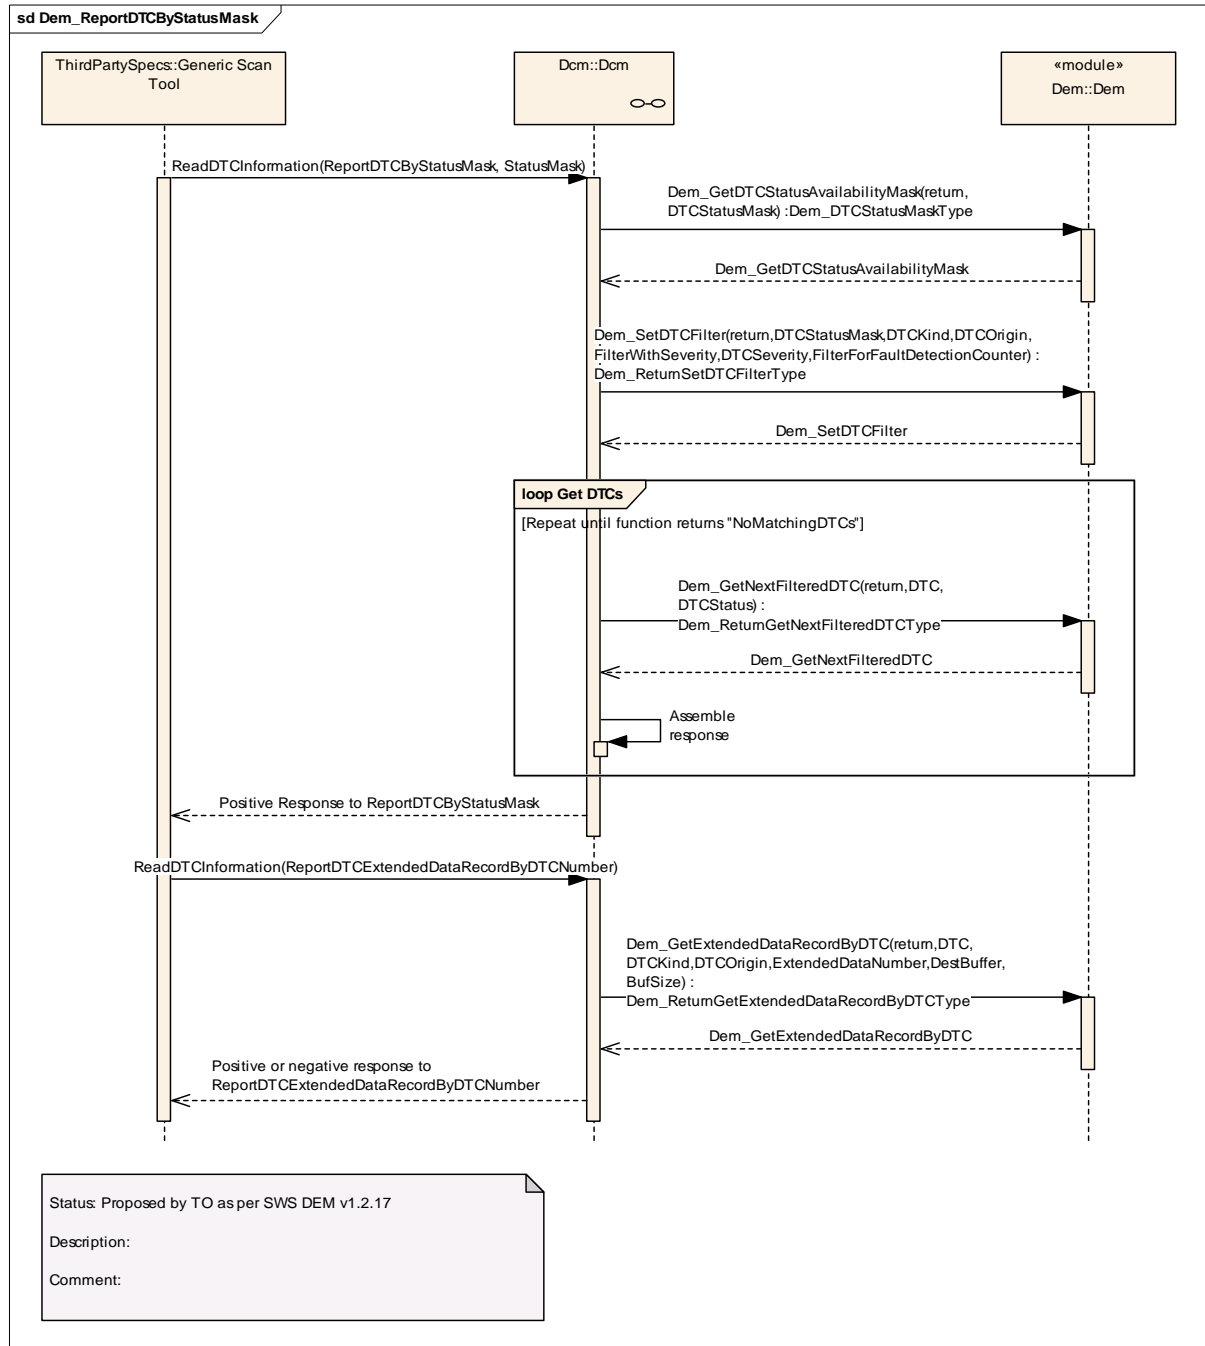 sd Dem_ReportDTCByStatusMask
ThirdPartySpecs::Generic Scan
Tool
Dcm::Dcm
«module»
Dem::Dem
ReadDTCInformation(ReportDTCByStatusMask, StatusMask)
Dem_GetDTCStatusAvailabilityMask(return,
DTCStatusMask) :Dem_DTCStatusMaskType
Dem_GetDTCStatusAvailabilityMask
Dem_SetDTCFilter(return,DTCStatusMask,DTCKind,DTCOrigin,
FilterWithSeverity,DTCSeverity,FilterForFaultDetectionCounter) :
Dem_ReturnSetDTCFilterType
Dem_SetDTCFilter
loop Get DTCs
[Repeat until function returns "NoMatchingDTCs"]
Dem_GetNextFilteredDTC(return,DTC,
DTCStatus) :
Dem_ReturnGetNextFilteredDTCType
Dem_GetNextFilteredDTC
Assemble
response
Positive Response to ReportDTCByStatusMask
ReadDTCInformation(ReportDTCExtendedDataRecordByDTCNumber)
Dem_GetExtendedDataRecordByDTC(return,DTC,
DTCKind,DTCOrigin,ExtendedDataNumber,DestBuffer,
BufSize) :
Dem_ReturnGetExtendedDataRecordByDTCType
Dem_GetExtendedDataRecordByDTC
Positive or negative response to
ReportDTCExtendedDataRecordByDTCNumber
Status: Proposed by TO as per SWS DEM v1.2.17
Description:
Comment: